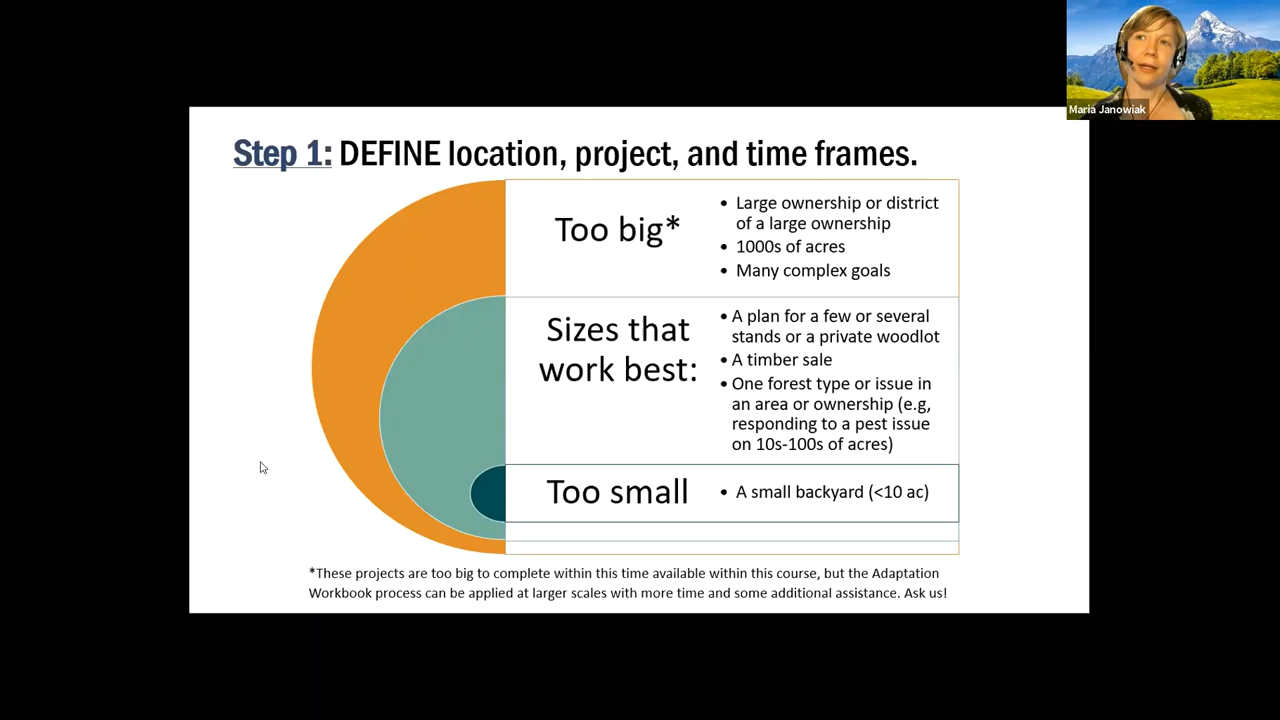 Maria Janowiak
Step 1: DEFINE location, project, and time frames.
Too big*
• Large ownership or district
of a large ownership
• 1000s of acres
• Many complex goals
Sizes that
work best:
• A plan for a few or several
stands or a private woodlot
• A timber sale
• One forest type or issue in
an area or ownership (e.g,
responding to a pest issue
on 10s-100s of acres)
Too small
• A small backyard (<10 ac)
*These projects are too big to complete within this time available within this course, but the Adaptation
Workbook process can be applied at larger scales with more time and some additional assistance. Ask us!